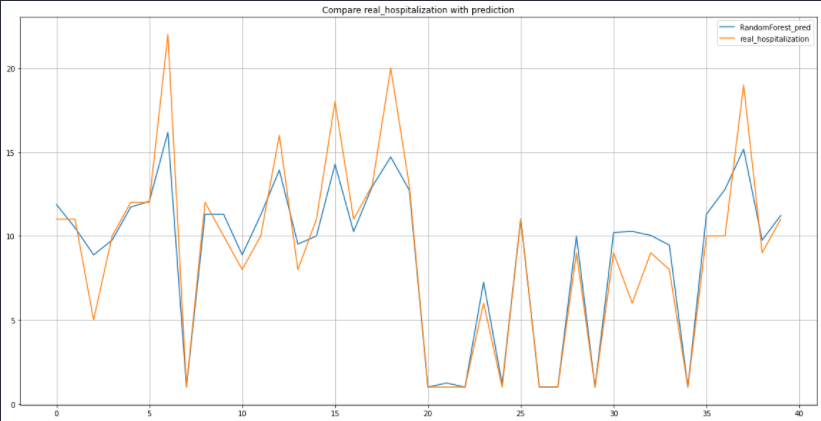 Compare real_hospitalization with prediction
RandomForest_pred
real_hospitalization
20
15
10
5
0
0 5 10 15 20 25 30 35 40